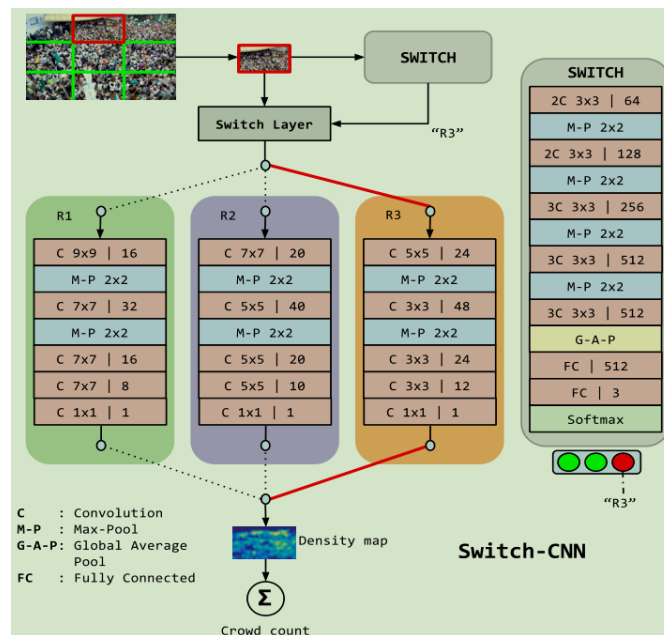 SWITCH
Switch Layer
“R3”
R1
C 9x9 | 16
M-P 2x2
C 7x7 | 32
M-P 2x2
C 7x7 | 16
C 7x7 | 8
C 1x1 | 1
R2
C 7x7 | 20
M-P 2x2
C 5x5 | 40
M-P 2x2
C 5x5 | 20
C 5x5 | 10
C 1x1 | 1
R3
C 5x5 | 24
M-P 2x2
C 3x3 | 48
M-P 2x2
C 3x3 | 24
C 3x3 | 12
C 1x1 | 1
SWITCH
2C 3x3 | 64
M-P 2x2
2C 3x3 | 128
M-P 2x2
3C 3x3 | 256
M-P 2x2
3C 3x3 | 512
M-P 2x2
3C 3x3 | 512
G-A-P
FC | 512
FC | 3
Softmax
“R3”
C : Convolution
M-P : Max-Pool
G-A-P: Global Average
Pool
FC : Fully Connected
Density map
Σ
Crowd count
Switch-CNN